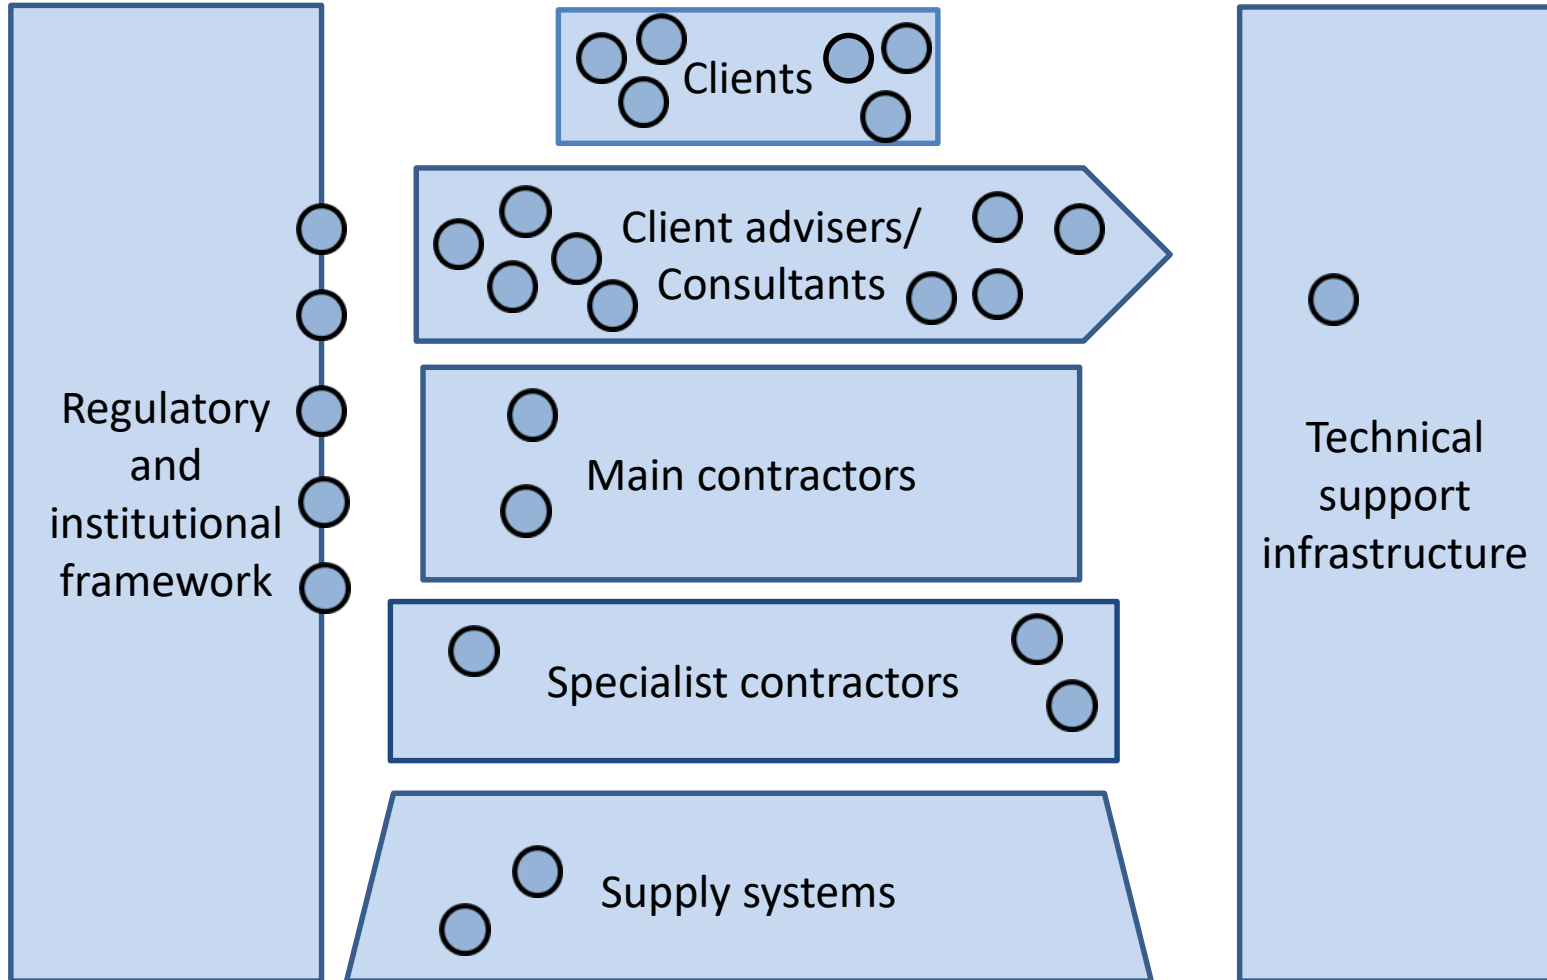 Clients
Client advisers/
Consultants
Regulatory
and
institutional
framework
Main contractors
Technical
support
infrastructure
Specialist contractors
Supply systems